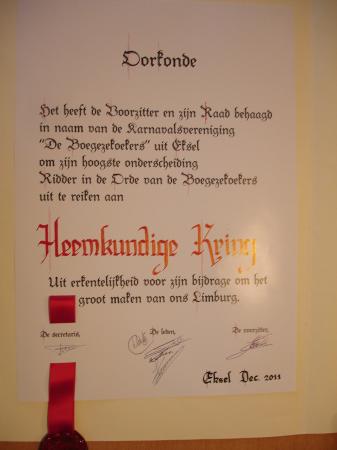 Oorkonde
Het heeft de Voorzitter en zijn Raad behaagd
in naam van de Karnavalsvereniging
"De Boegezekoekers" uit Eksel
om zijn hoogste onderscheiding
Ridder in de Orde van de Boegezekoekers
uit te reiken aan
Heemkundige Kring
Uit erkentelijkheid voor zijn bijdrage om het
groot maken van ons Limburg.
De secretaris, De leden, De voorzitter,
Eksel Dec. 2011